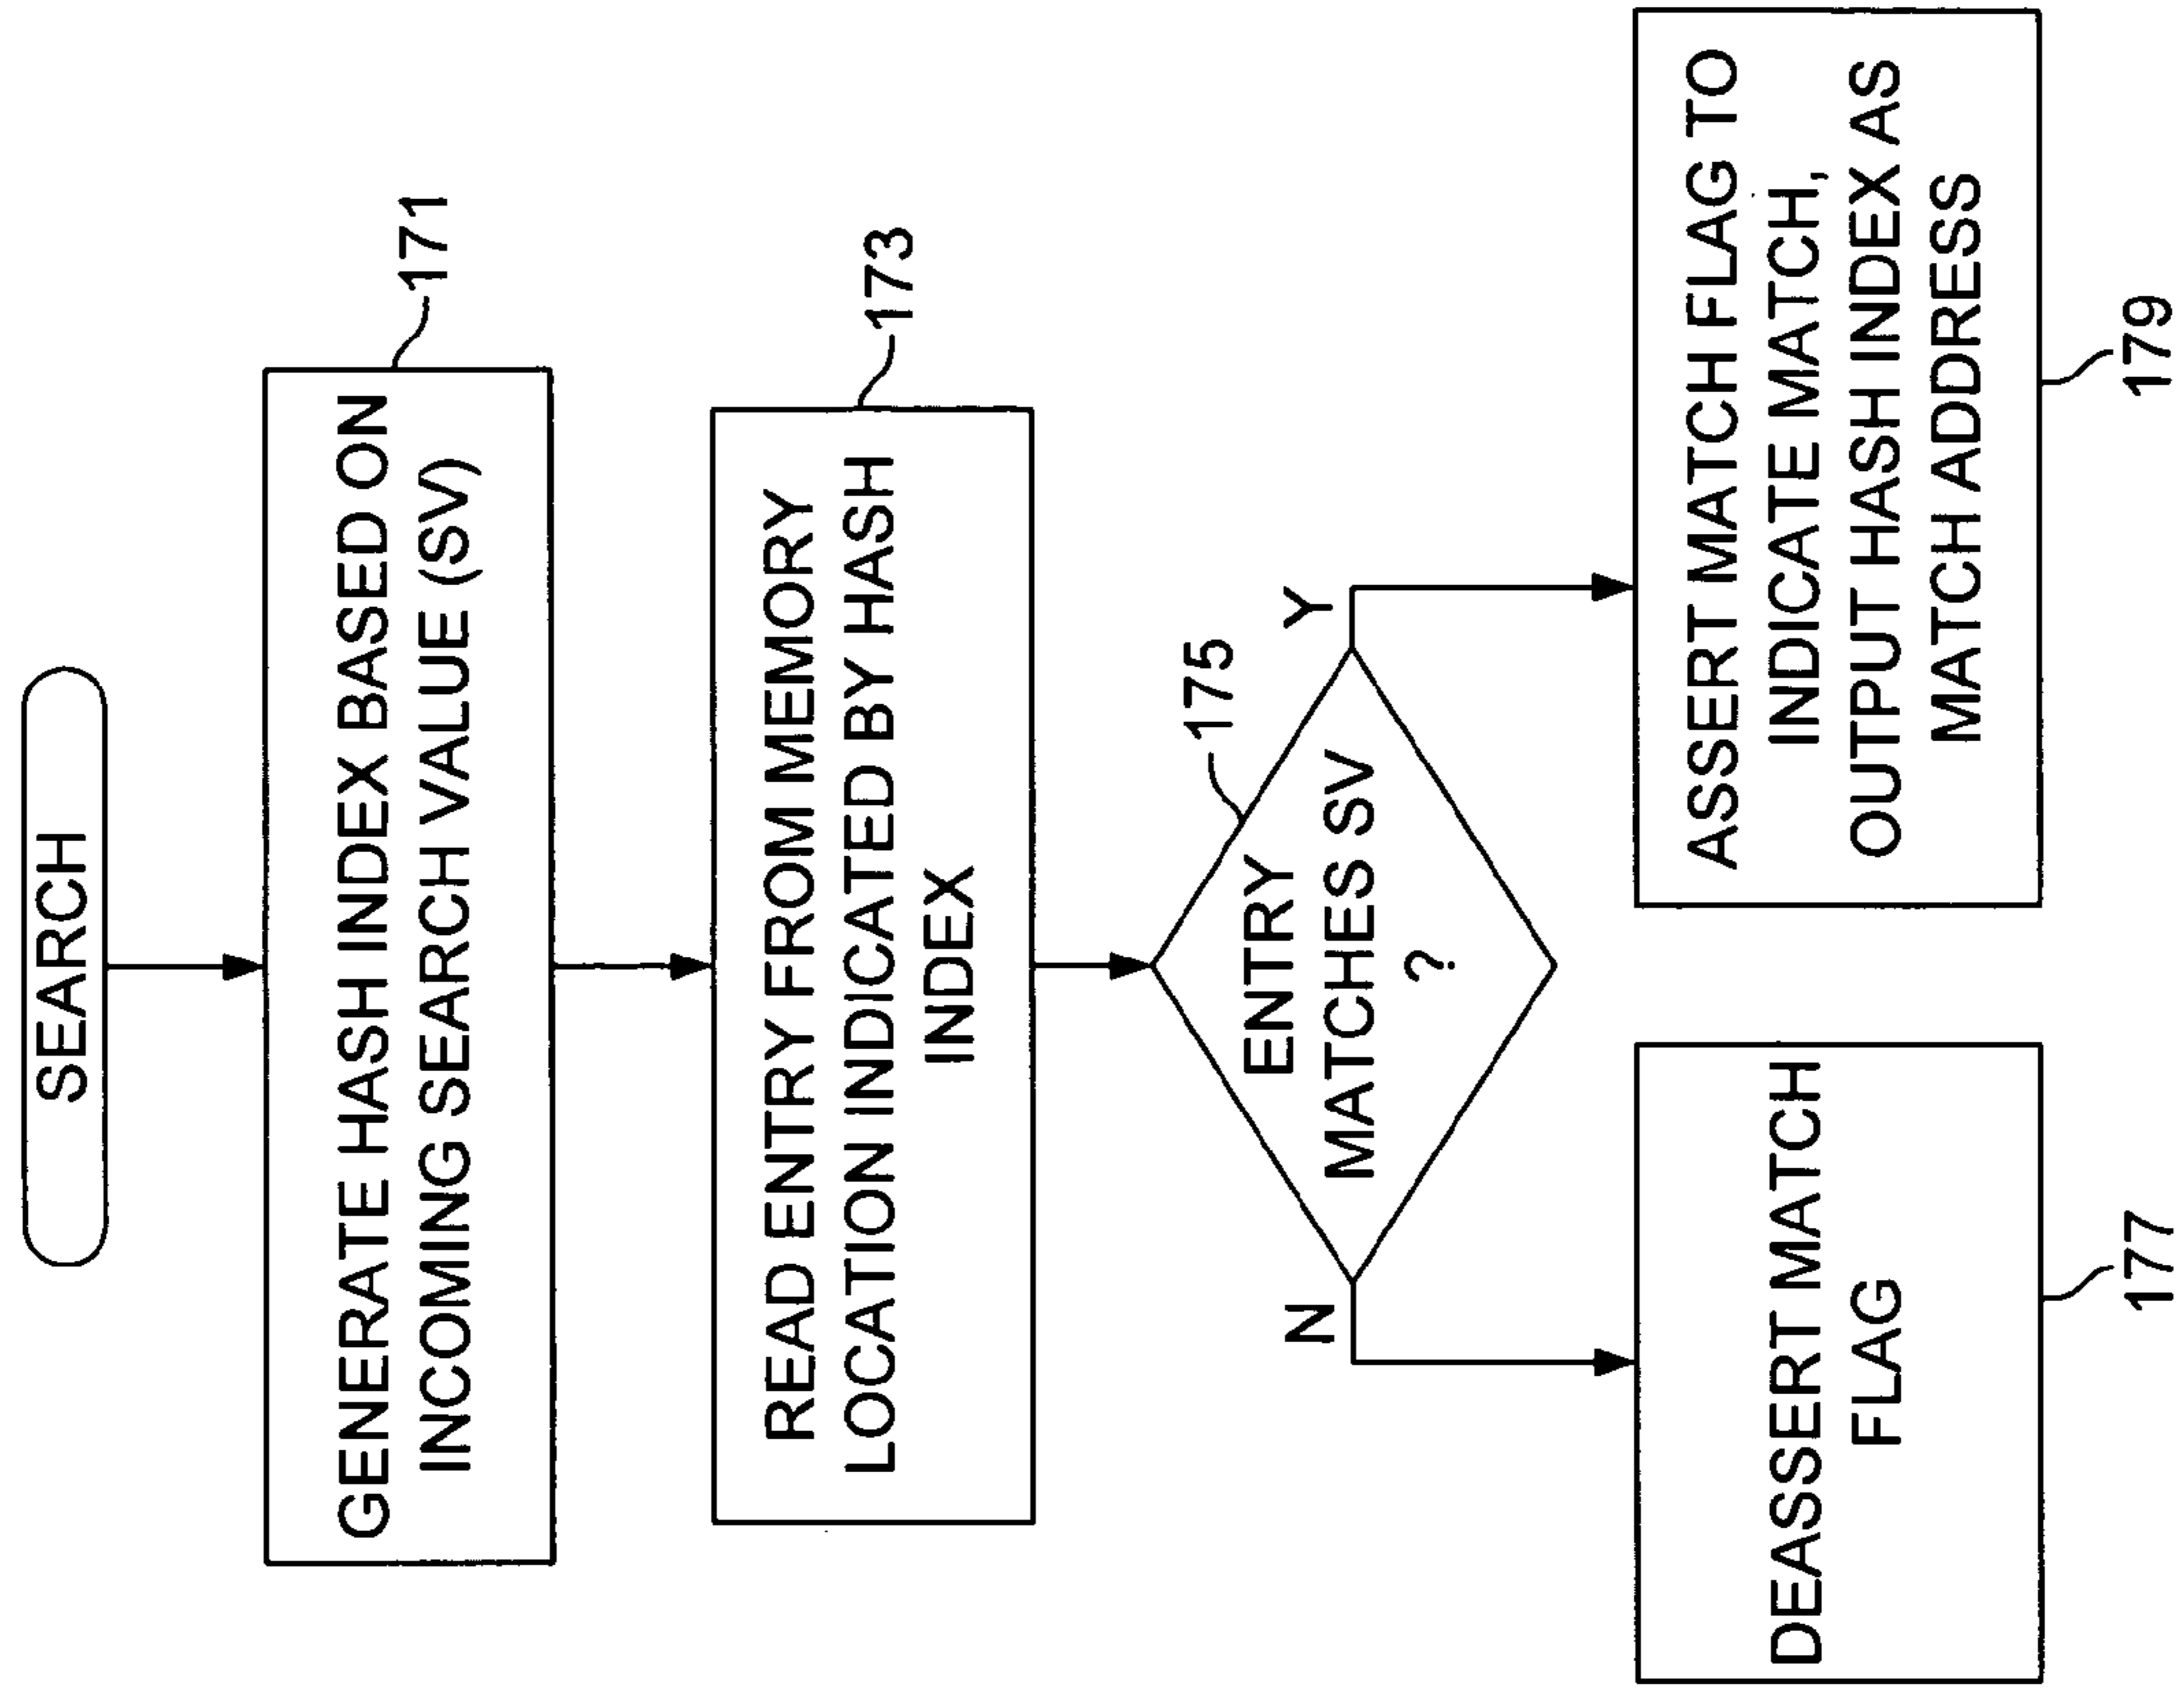 SEARCH
GENERATE HASH INDEX BASED ON
INCOMING SEARCH VALUE (SV)
171
READ ENTRY FROM MEMORY
LOCATION INDICATED BY HASH
INDEX
173
ENTRY
MATCHES SV
?
175
N
Y
DEASSERT MATCH
FLAG
177
ASSERT MATCH FLAG TO
INDICATE MATCH,
OUTPUT HASH INDEX AS
MATCH ADDRESS
179